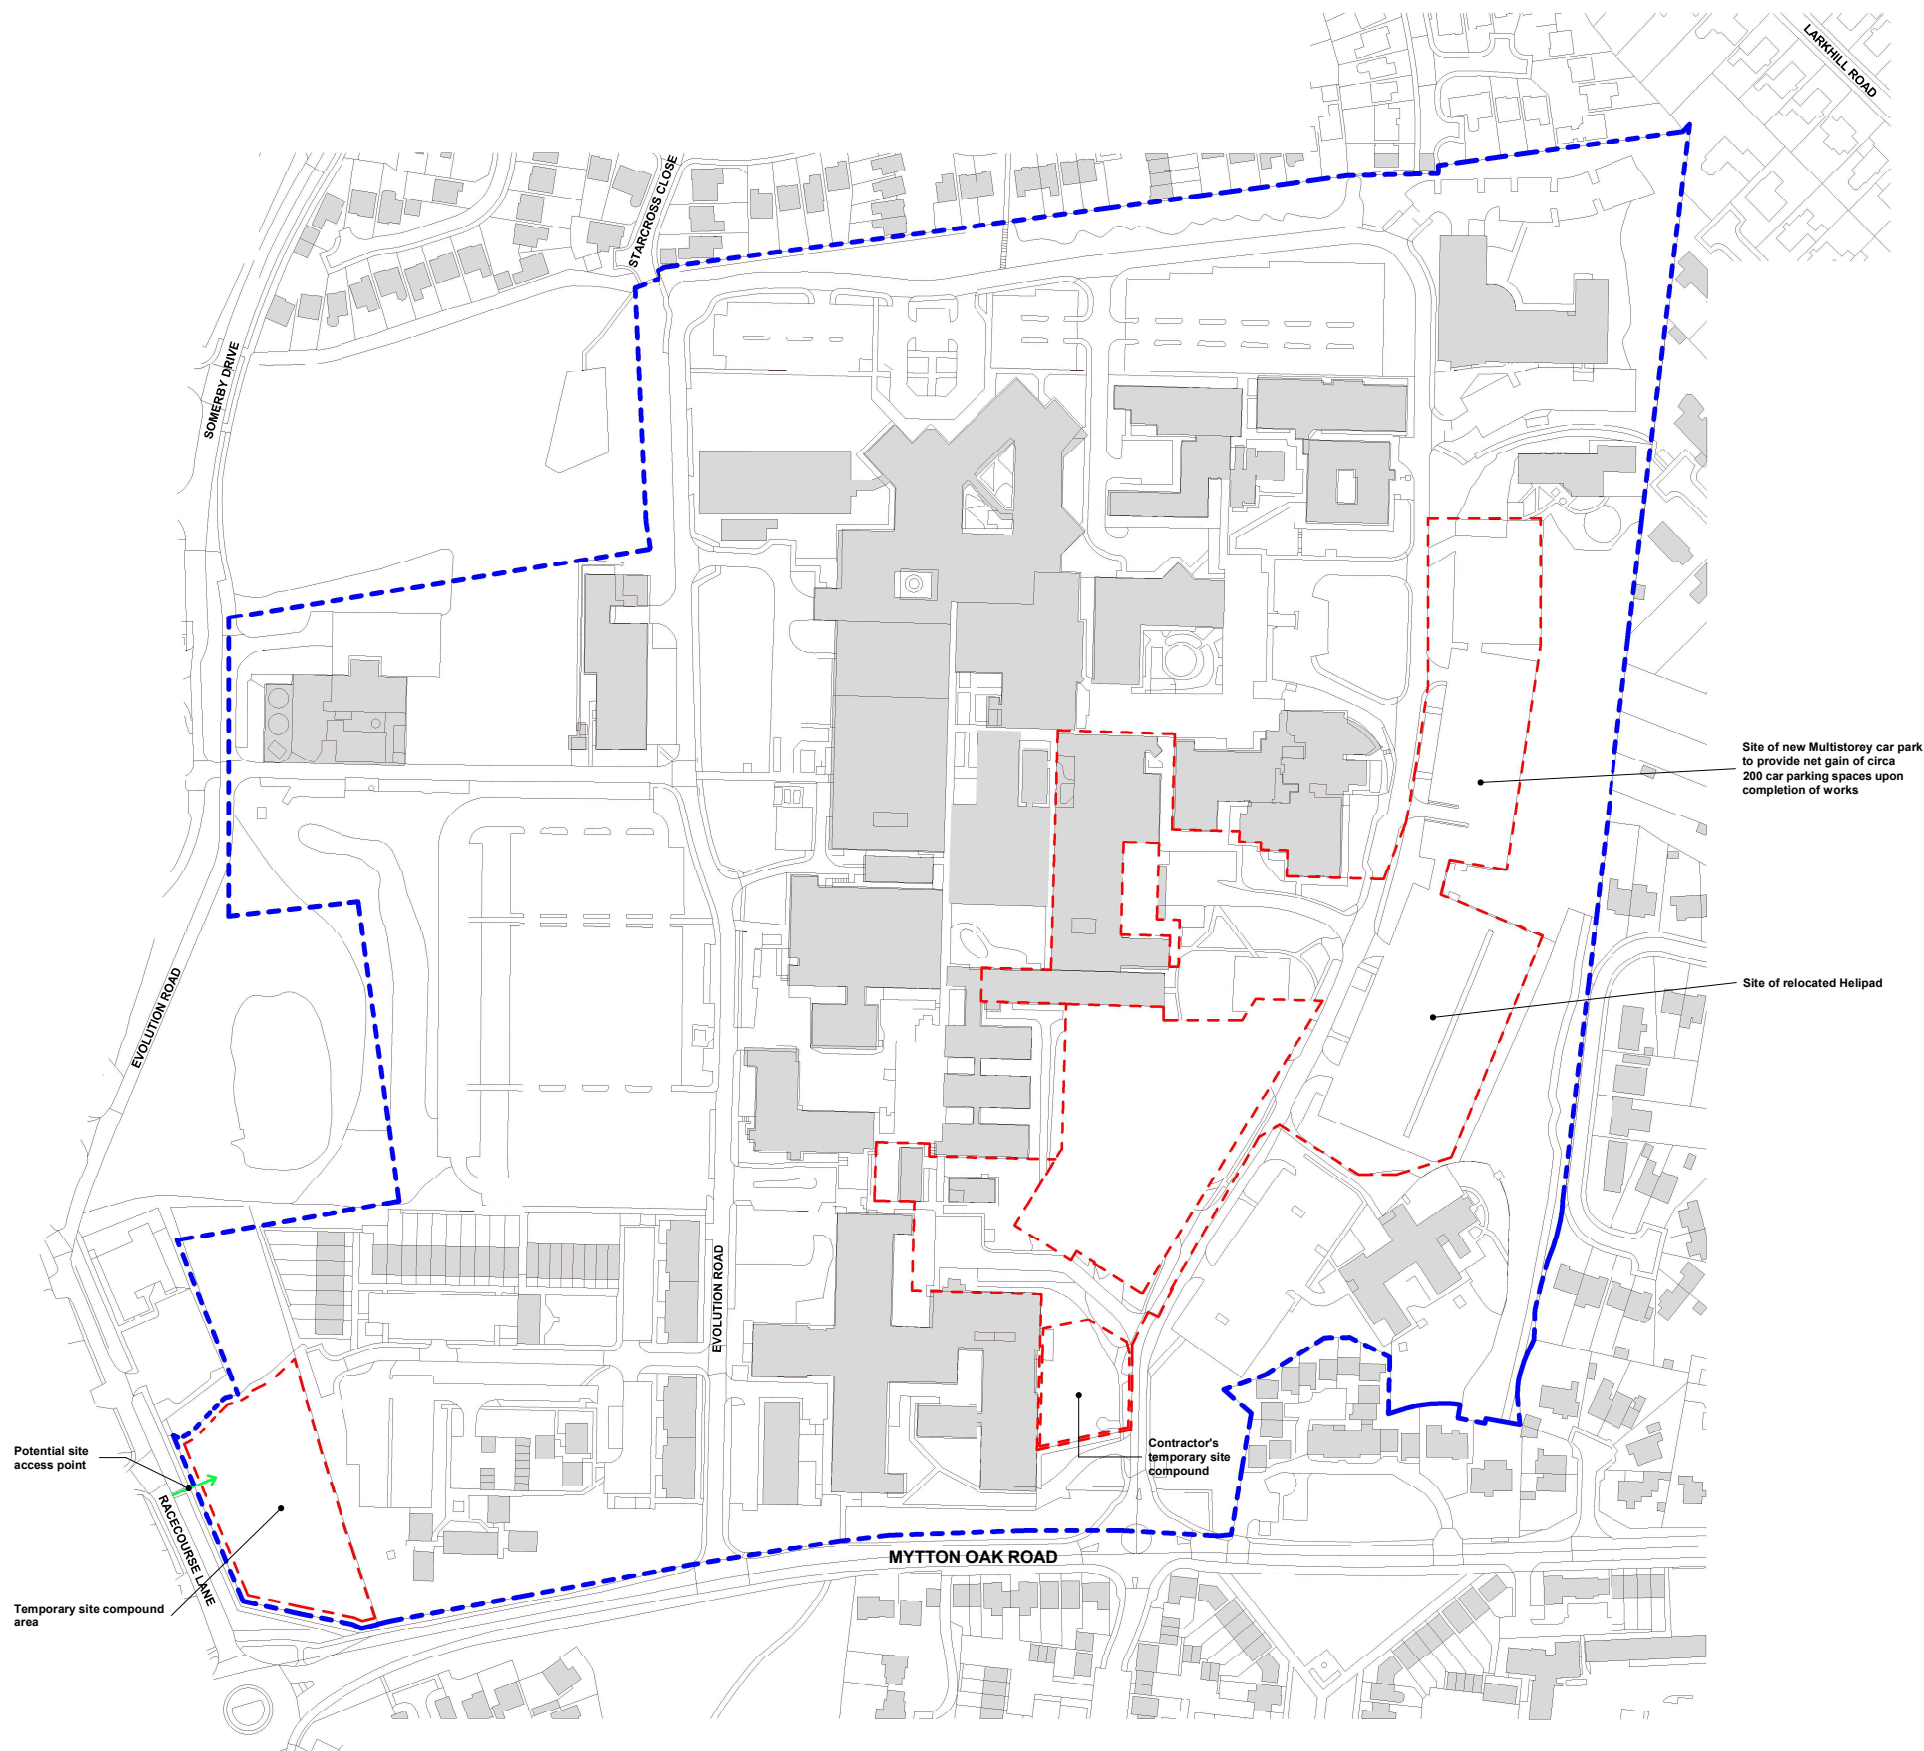 LARKHILL ROAD
STARCROSS CLOSE
SOMERBY DRIVE
Site of new Multistorey car park
to provide net gain of circa
200 car parking spaces upon
completion of works
Site of relocated Helipad
EVOLUTION ROAD
EVOLUTION ROAD
Potential site
access point
Contractor's
temporary site
compound
RACECOURSE LANE
MYTTON OAK ROAD
Temporary site compound
area